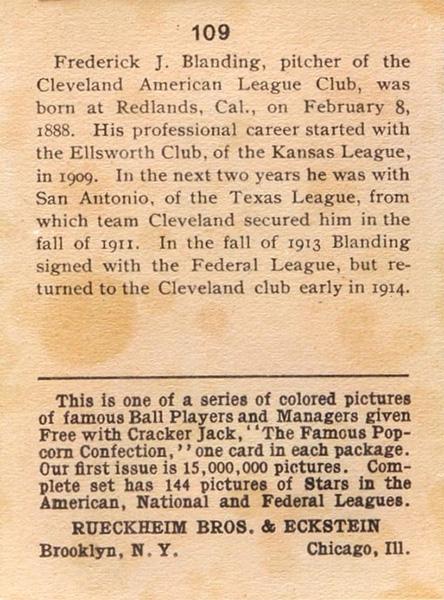 109
Frederick J. Blanding, pitcher of the
Cleveland American League Club, was
born at Redlands, Cal., on February 8,
1888. His professional career started with
the Ellsworth Club, of the Kansas League,
in 1909. In the next two years he was with
San Antonio, of the Texas League, from
which team Cleveland secured him in the
fall of 1911. In the fall of 1913 Blanding
signed with the Federal League, but re-
turned to the Cleveland club early in 1914.
This is one of a series of colored pictures
of famous Ball Players and Managers given
Free with Cracker Jack, "The Famous Pop-
corn Confection," one card in each package.
Our first issue is 15,000,000 pictures. Com-
plete set has 144 pictures of Stars in the
American, National and Federal Leagues.
RUECKHEIM BROS. & ECKSTEIN
Brooklyn, N. Y. Chicago, Ill.